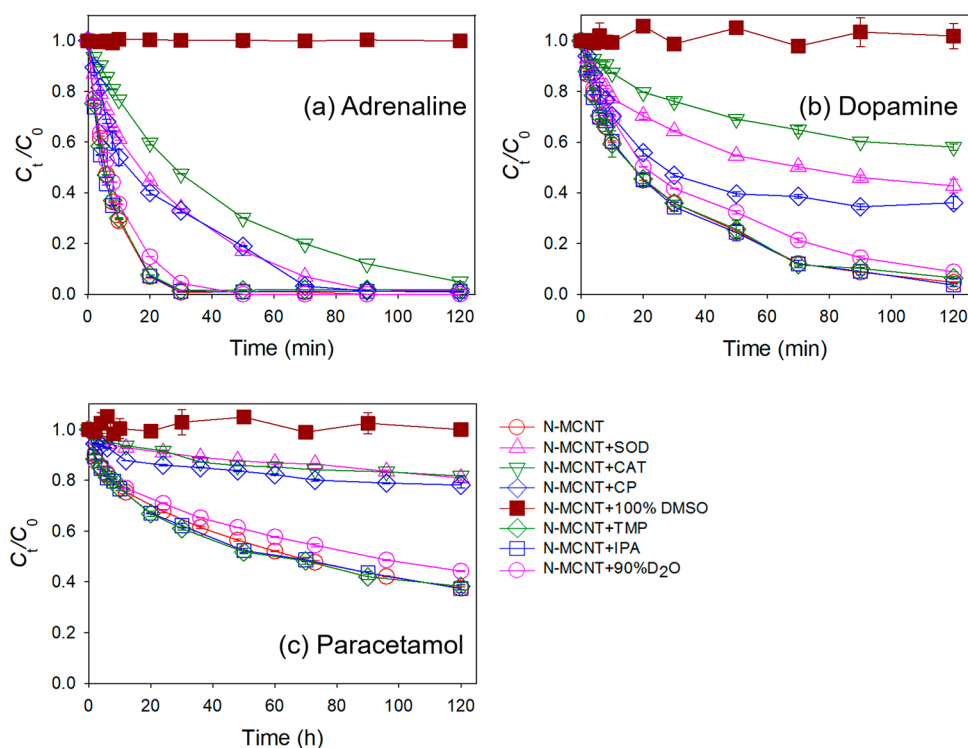 (a) Adrenaline
1.0
0.8
0.6
0.4
0.2
0.0
Ct/C0
0 20 40 60 80 100 120
Time (min)
(b) Dopamine
1.0
0.8
0.6
0.4
0.2
0.0
Ct/C0
0 20 40 60 80 100 120
Time (min)
(c) Paracetamol
1.0
0.8
0.6
0.4
0.2
0.0
Ct/C0
0 20 40 60 80 100 120
Time (h)
N-MCNT
N-MCNT+SOD
N-MCNT+CAT
N-MCNT+CP
N-MCNT+100% DMSO
N-MCNT+TMP
N-MCNT+IPA
N-MCNT+90%D2O